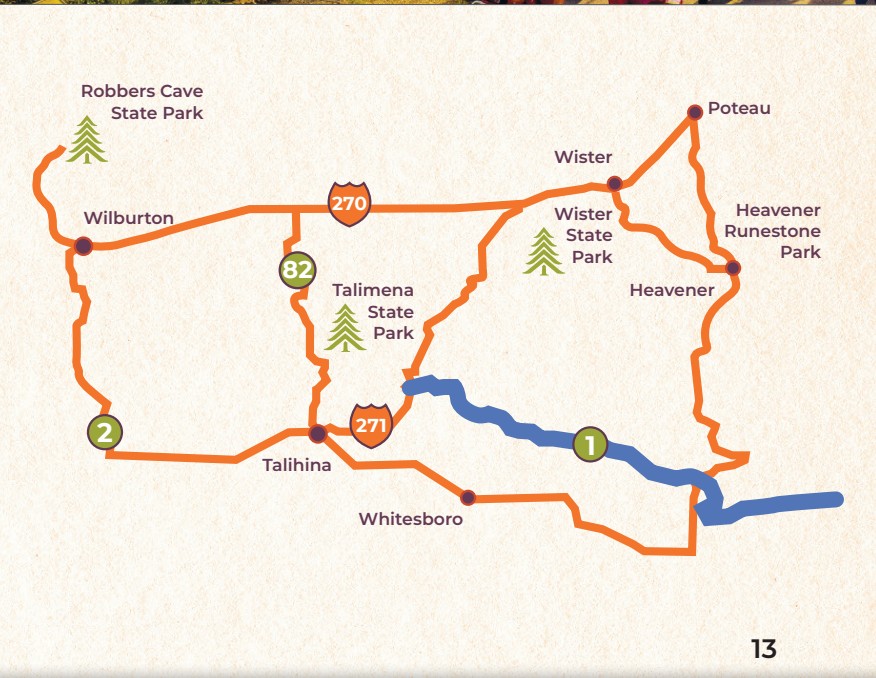 Robbers Cave
State Park
Poteau
Wister
Wilburton
270
Wister
State
Park
Heavener
Runestone
Park
82
Talimena
State
Park
Heavener
271
2
1
Talihina
Whitesboro
13